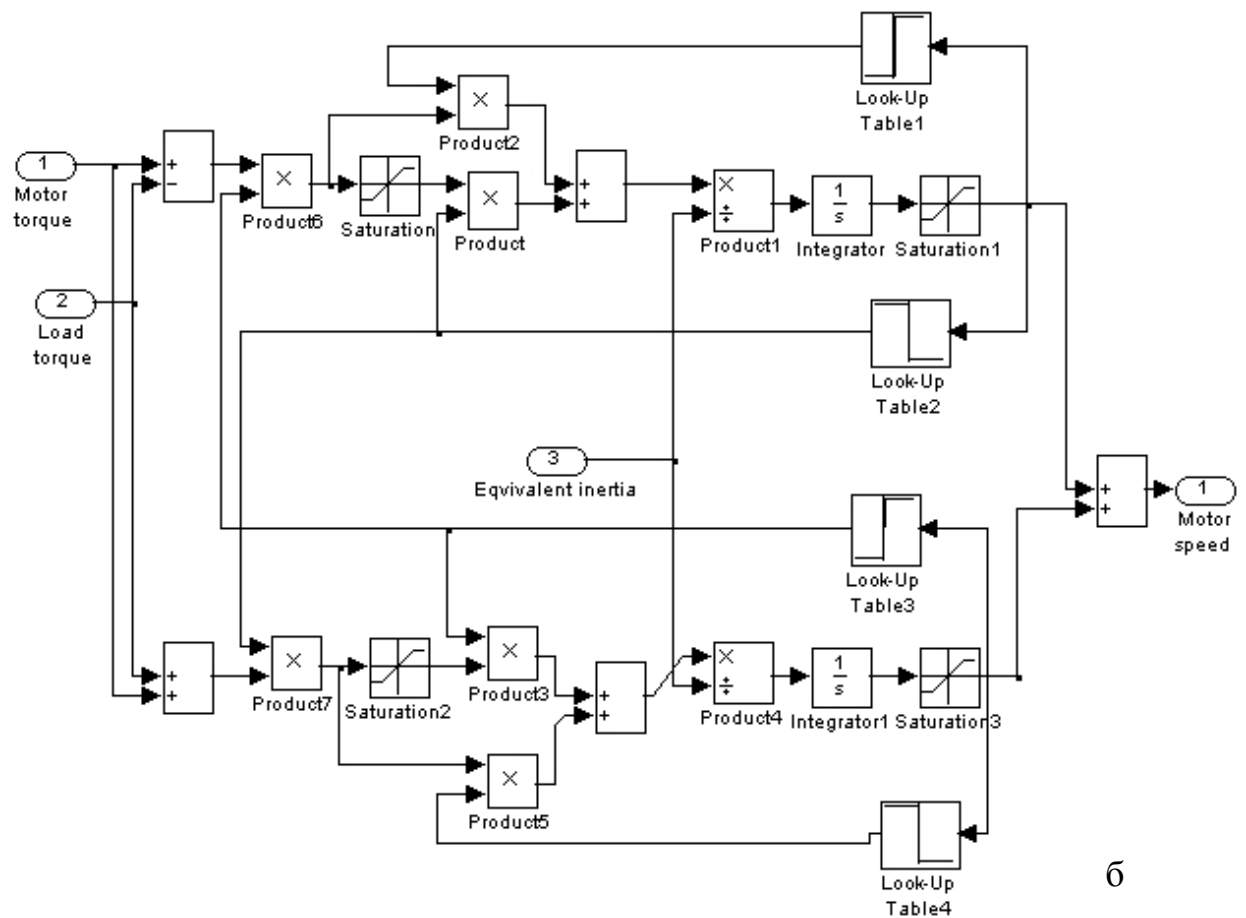 Look-Up
Table1
×
Product2
1
Motor
torque
+
−
×
Product6
Saturation
×
Product
+
+
×
÷
Product1
1
s
Integrator
Saturation1
2
Load
torque
Look-Up
Table2
3
Eqvivalent inertia
+
+
1
Motor
speed
Look-Up
Table3
+
+
×
Product7
Saturation2
×
Product3
+
+
×
÷
Product4
1
s
Integrator1
Saturation3
×
Product5
Look-Up
Table4
б